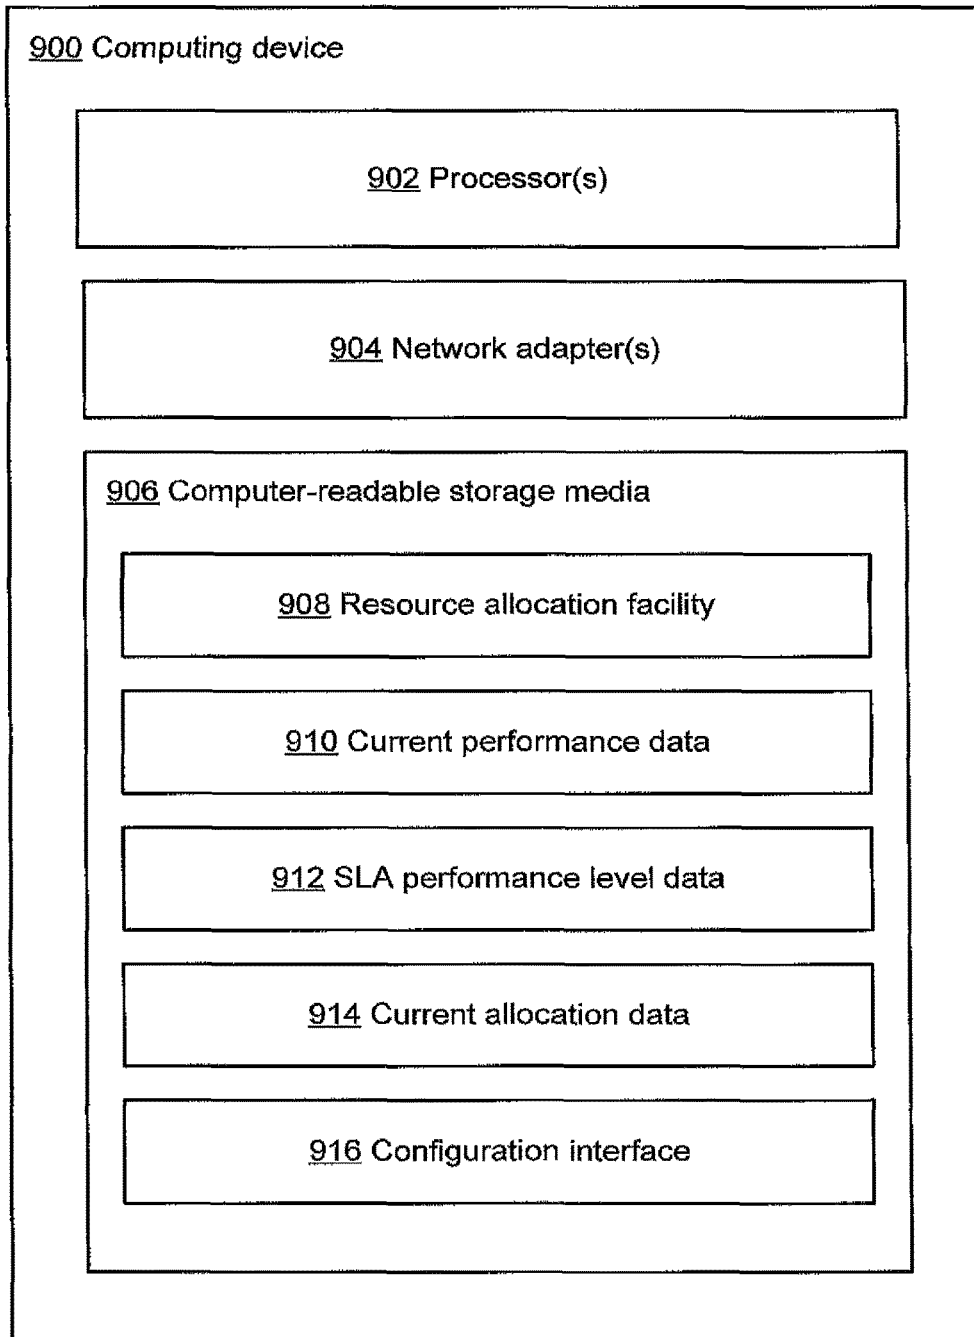 900 Computing device
902 Processor(s)
904 Network adapter(s)
906 Computer-readable storage media
908 Resource allocation facility
910 Current performance data
912 SLA performance level data
914 Current allocation data
916 Configuration interface